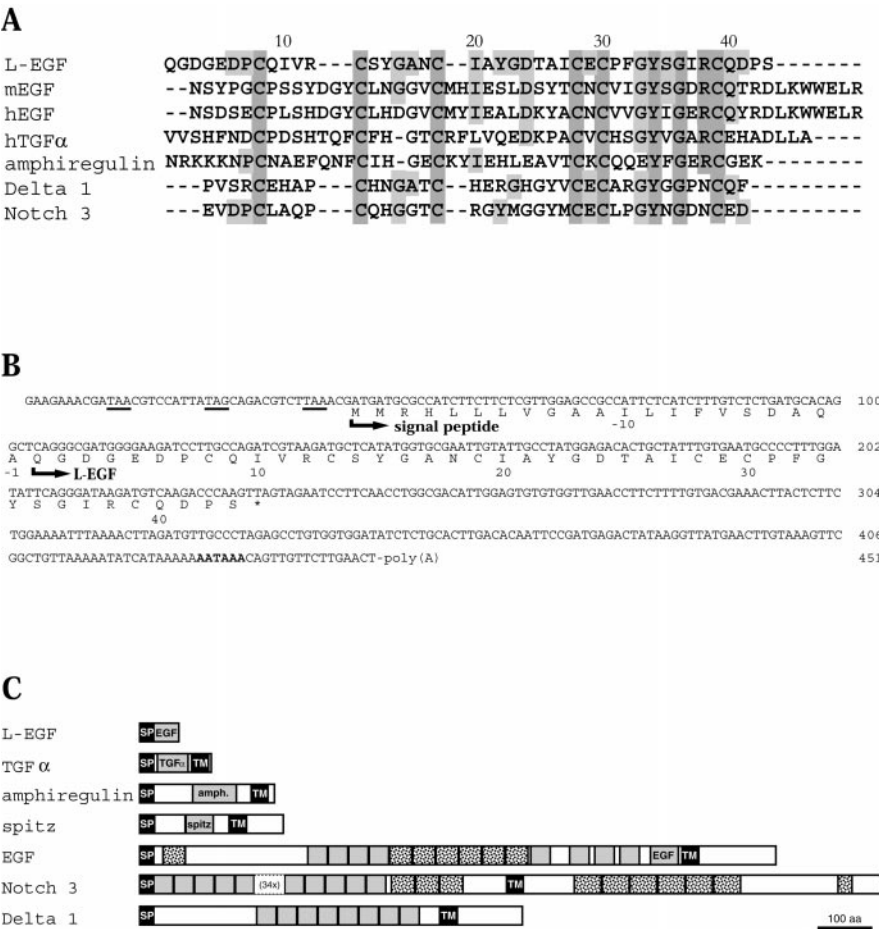 A
10 20 30 40
L-EGF QGDGEDPCQIVR---CSYGANC--IAYGDTAICECPFGYSGIRCQDPS-------
mEGF --NSYPGCPSSYDGYCLNGGVCMHIESLDSYTCNCVIGYSGDRCQTRDLKWWELR
hEGF --NSDSECPLSHDGYCLHDGVCMYIEALDKYACNCVVGYIGERCQYRDLKWWELR
hTGFα VVSHFNDCPDSHTQFCFH-GTCRFLVQEDKPACVCHSGYVGARCEHADLLA----
amphiregulin NRKKKNPCNAEFQNFCIH-GECKYIEHLEAVTCKCQQEYFGERCGEK--------
Delta 1 ---PVSRCEHAP---CHNGATC--HERGHGYVCECARGYGGPNCQF---------
Notch 3 ---EVDPCLAQP---CQHGGTC--RGYMGGYMCECLPGYNGDNCED---------
B
GAAGAAACGATAACGTCCATTATAGCAGACGTCTTAAACGATGATGCGCCATCTTCTTCTCGTTGGAGCCGCCATTCTCATCTTTGTCTCTGATGCACAG 100
M M R H L L L V G A A I L I F V S D A Q
signal peptide -10
GCTCAGGGCGATGGGGAAGATCCTTGCCAGATCGTAAGATGCTCATATGGTGCGAATTGTATTGCCTATGGAGACACTGCTATTTGTGAATGCCCCTTTGGA 202
A Q G D G E D P C Q I V R C S Y G A N C I A Y G D T A I C E C P F G
-1 L-EGF 10 20 30
TATTCAGGGATAAGATGTCAAGACCCAAGTTAGTAGAATCCTTCAACCTGGCGACATTGGAGTGTGTGGTTGAACCTTCTTTTGTGACGAAACTTACTCTTC 304
Y S G I R C Q D P S *
40
TGGAAAATTTAAAACTTAGATGTTGCCCTAGAGCCTGTGGTGGATATCTCTGCACTTGACACAATTCCGATGAGACTATAAGGTTATGAACTTGTAAAGTTC 406
GGCTGTTAAAAATATCATAAAAAAATAAACAGTTGTTCTTGAACT-poly(A) 451
C
L-EGF SP EGF
TGFα SP TGFα TM
amphiregulin SP amph. TM
spitz SP spitz TM
EGF SP EGF TM
Notch 3 SP (34x) TM
Delta 1 SP TM
100 aa